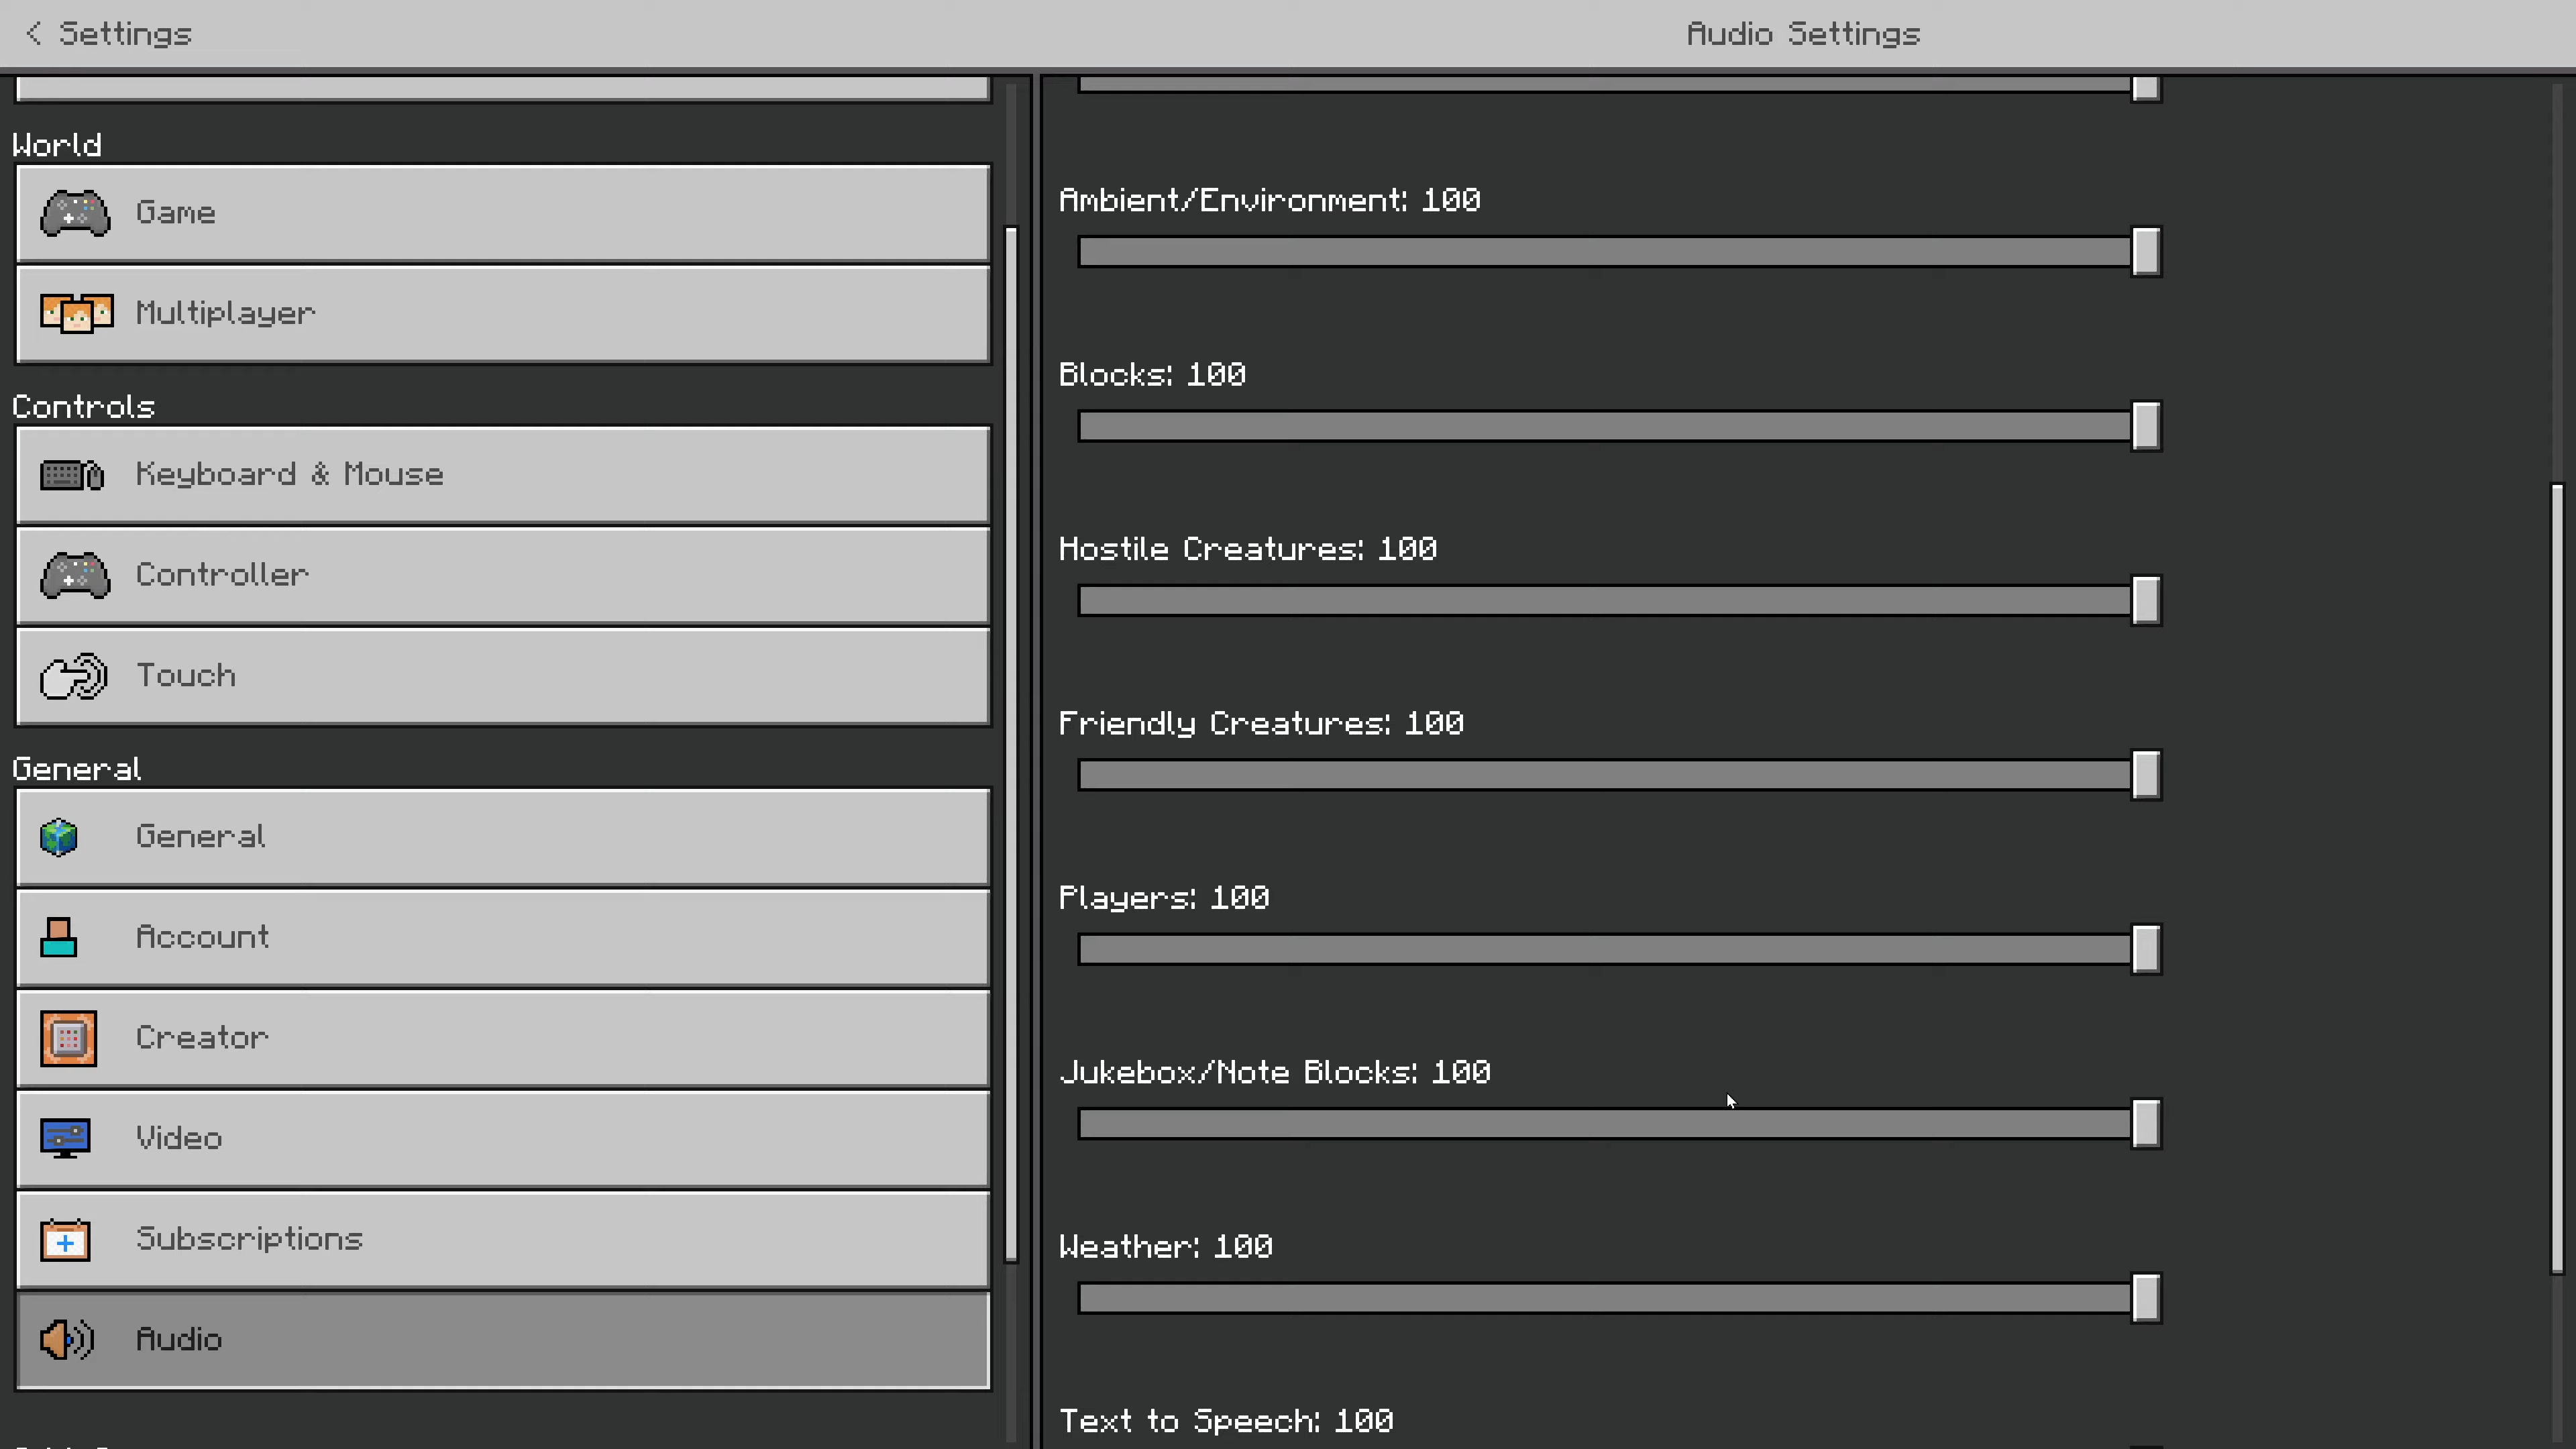 Settings
Audio Settings
World
Game
Multiplayer
Controls
Keyboard & Mouse
Controller
Touch
General
General
Account
Creator
Video
Subscriptions
Audio
Ambient/Environment: 100
Blocks: 100
Hostile Creatures: 100
Friendly Creatures: 100
Players: 100
Jukebox/Note Blocks: 100
Weather: 100
Text to Speech: 100